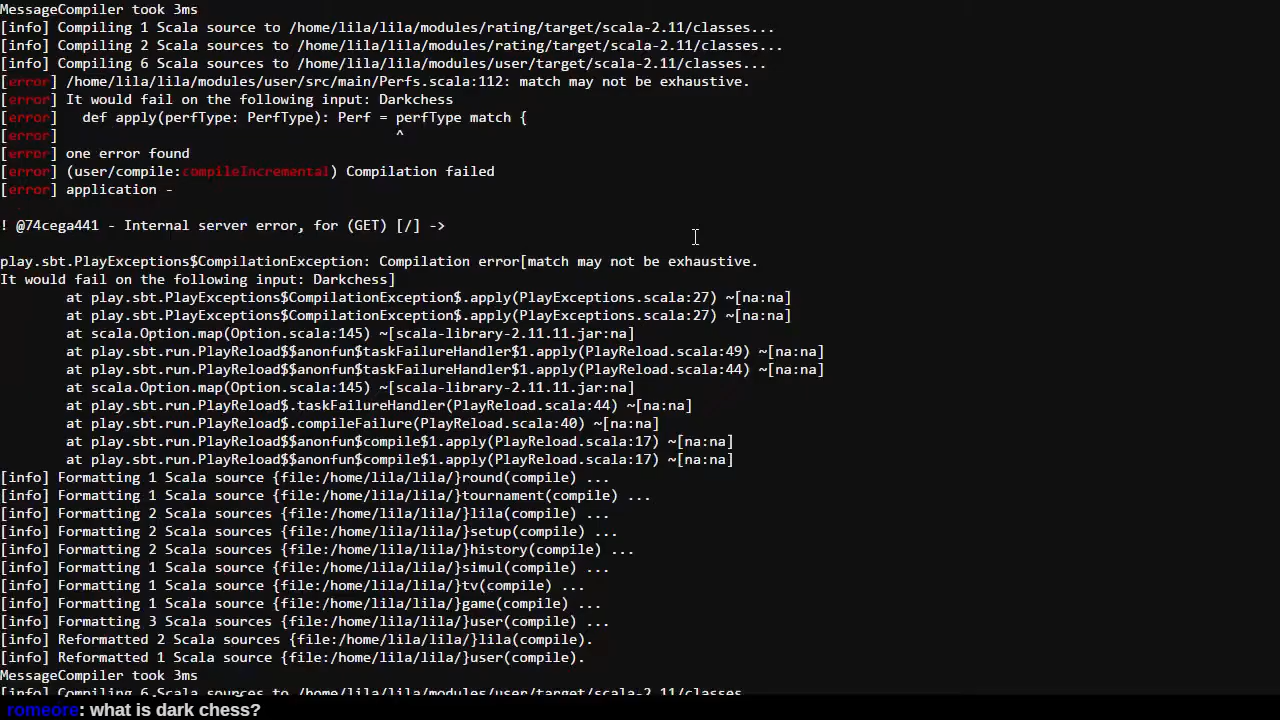 MessageCompiler took 3ms
[info] Compiling 1 Scala source to /home/lila/lila/modules/rating/target/scala-2.11/classes...
[info] Compiling 2 Scala sources to /home/lila/lila/modules/rating/target/scala-2.11/classes...
[info] Compiling 6 Scala sources to /home/lila/lila/modules/user/target/scala-2.11/classes...
[error] /home/lila/lila/modules/user/src/main/Perfs.scala:112: match may not be exhaustive.
[error] It would fail on the following input: Darkchess
[error]   def apply(perfType: PerfType): Perf = perfType match {
[error]                                         ^
[error] one error found
[error] (user/compile:compileIncremental) Compilation failed
[error] application -
! @74cega441 - Internal server error, for (GET) [/] ->
play.sbt.PlayExceptions$CompilationException: Compilation error[match may not be exhaustive.
It would fail on the following input: Darkchess]
        at play.sbt.PlayExceptions$CompilationException$.apply(PlayExceptions.scala:27) ~[na:na]
        at play.sbt.PlayExceptions$CompilationException$.apply(PlayExceptions.scala:27) ~[na:na]
        at scala.Option.map(Option.scala:145) ~[scala-library-2.11.11.jar:na]
        at play.sbt.run.PlayReload$$anonfun$taskFailureHandler$1.apply(PlayReload.scala:49) ~[na:na]
        at play.sbt.run.PlayReload$$anonfun$taskFailureHandler$1.apply(PlayReload.scala:44) ~[na:na]
        at scala.Option.map(Option.scala:145) ~[scala-library-2.11.11.jar:na]
        at play.sbt.run.PlayReload$.taskFailureHandler(PlayReload.scala:44) ~[na:na]
        at play.sbt.run.PlayReload$.compileFailure(PlayReload.scala:40) ~[na:na]
        at play.sbt.run.PlayReload$$anonfun$compile$1.apply(PlayReload.scala:17) ~[na:na]
        at play.sbt.run.PlayReload$$anonfun$compile$1.apply(PlayReload.scala:17) ~[na:na]
[info] Formatting 1 Scala source {file:/home/lila/lila/}round(compile) ...
[info] Formatting 1 Scala source {file:/home/lila/lila/}tournament(compile) ...
[info] Formatting 2 Scala sources {file:/home/lila/lila/}lila(compile) ...
[info] Formatting 2 Scala sources {file:/home/lila/lila/}setup(compile) ...
[info] Formatting 2 Scala sources {file:/home/lila/lila/}history(compile) ...
[info] Formatting 1 Scala source {file:/home/lila/lila/}simul(compile) ...
[info] Formatting 1 Scala source {file:/home/lila/lila/}tv(compile) ...
[info] Formatting 1 Scala source {file:/home/lila/lila/}game(compile) ...
[info] Formatting 3 Scala sources {file:/home/lila/lila/}user(compile) ...
[info] Reformatted 2 Scala sources {file:/home/lila/lila/}lila(compile).
[info] Reformatted 1 Scala source {file:/home/lila/lila/}user(compile).
MessageCompiler took 3ms
[info] Compiling 6 Scala sources to /home/lila/lila/modules/user/target/scala-2.11/classes
romeore: what is dark chess?